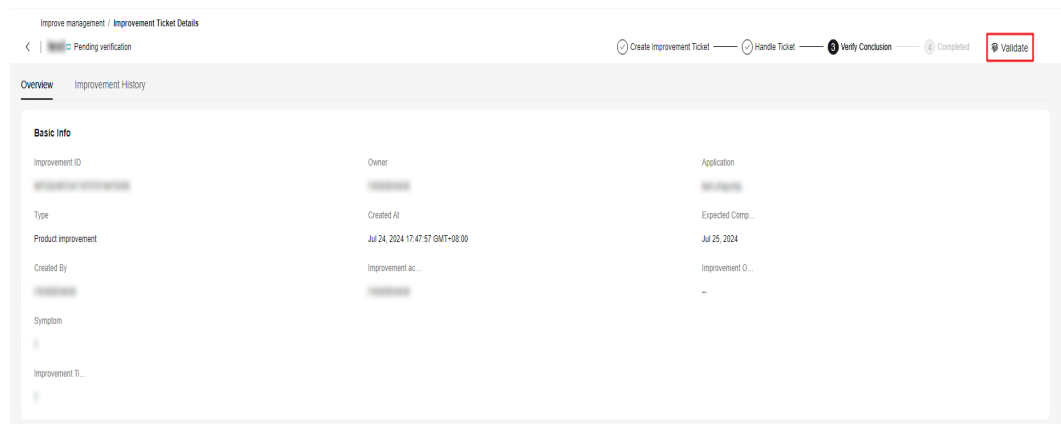 Improve management / Improvement Ticket Details
Pending verification
Create Improvement Ticket
Handle Ticket
3 Verify Conclusion
4 Completed
Validate
Overview
Improvement History
Basic Info
Improvement ID
Owner
Application
Type
Created At
Expected Comp...
Product improvement
Jul 24, 2024 17:47:57 GMT+08:00
Jul 25, 2024
Created By
Improvement ac...
Improvement O...
--
Symptom
Improvement Ti...